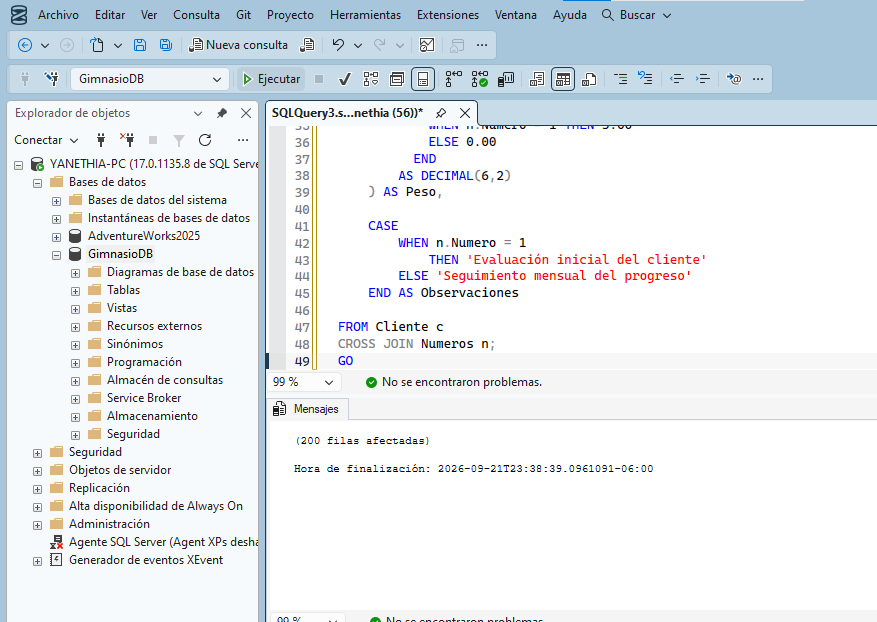 Archivo Editar Ver Consulta Git Proyecto Herramientas Extensiones Ventana Ayuda Buscar
Nueva consulta
GimnasioDB Ejecutar
Explorador de objetos
Conectar
YANETHIA-PC (17.0.1135.8 de SQL Serve
Bases de datos
Bases de datos del sistema
Instantáneas de bases de datos
AdventureWorks2025
GimnasioDB
Diagramas de base de datos
Tablas
Vistas
Recursos externos
Sinónimos
Programación
Almacén de consultas
Service Broker
Almacenamiento
Seguridad
Seguridad
Objetos de servidor
Replicación
Alta disponibilidad de Always On
Administración
Agente SQL Server (Agent XPs desha
Generador de eventos XEvent
SQLQuery3.s...nethia (56))*
35 WHEN n.Numero = 1 THEN 5.00
36 ELSE 0.00
37 END
38 AS DECIMAL(6,2)
39 ) AS Peso,
40
41 CASE
42 WHEN n.Numero = 1
43 THEN 'Evaluación inicial del cliente'
44 ELSE 'Seguimiento mensual del progreso'
45 END AS Observaciones
46
47 FROM Cliente c
48 CROSS JOIN Numeros n;
49 GO
99 % No se encontraron problemas.
Mensajes
(200 filas afectadas)
Hora de finalización: 2026-09-21T23:38:39.0961091-06:00
99 % No se encontraron problemas.